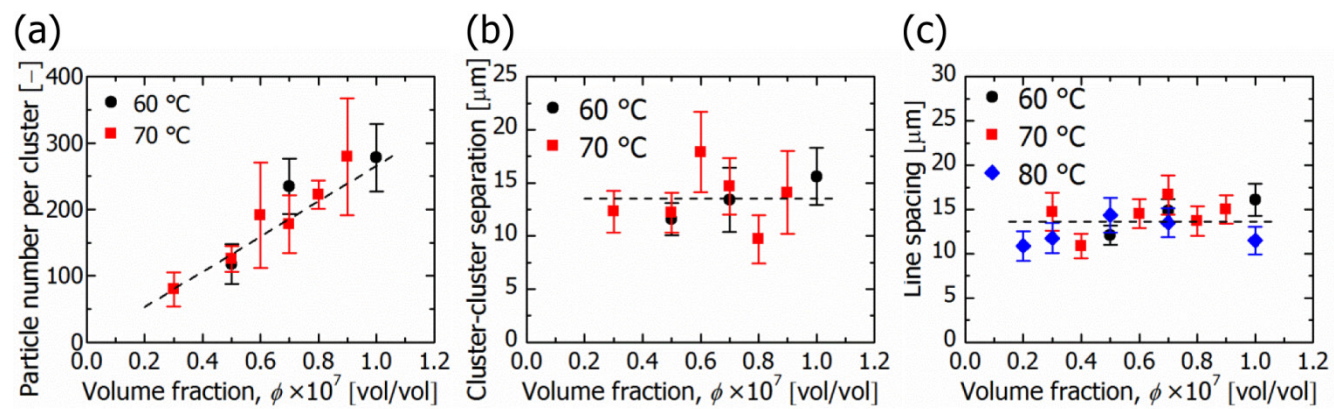 (a)
Particle number per cluster [–]
400
300
200
100
0
60 °C
70 °C
0.0 0.2 0.4 0.6 0.8 1.0 1.2
Volume fraction, ϕ ×10⁷ [vol/vol]
(b)
Cluster-cluster separation [μm]
25
20
15
10
5
0
60 °C
70 °C
0.0 0.2 0.4 0.6 0.8 1.0 1.2
Volume fraction, ϕ ×10⁷ [vol/vol]
(c)
Line spacing [μm]
30
25
20
15
10
5
0
60 °C
70 °C
80 °C
0.0 0.2 0.4 0.6 0.8 1.0 1.2
Volume fraction, ϕ ×10⁷ [vol/vol]